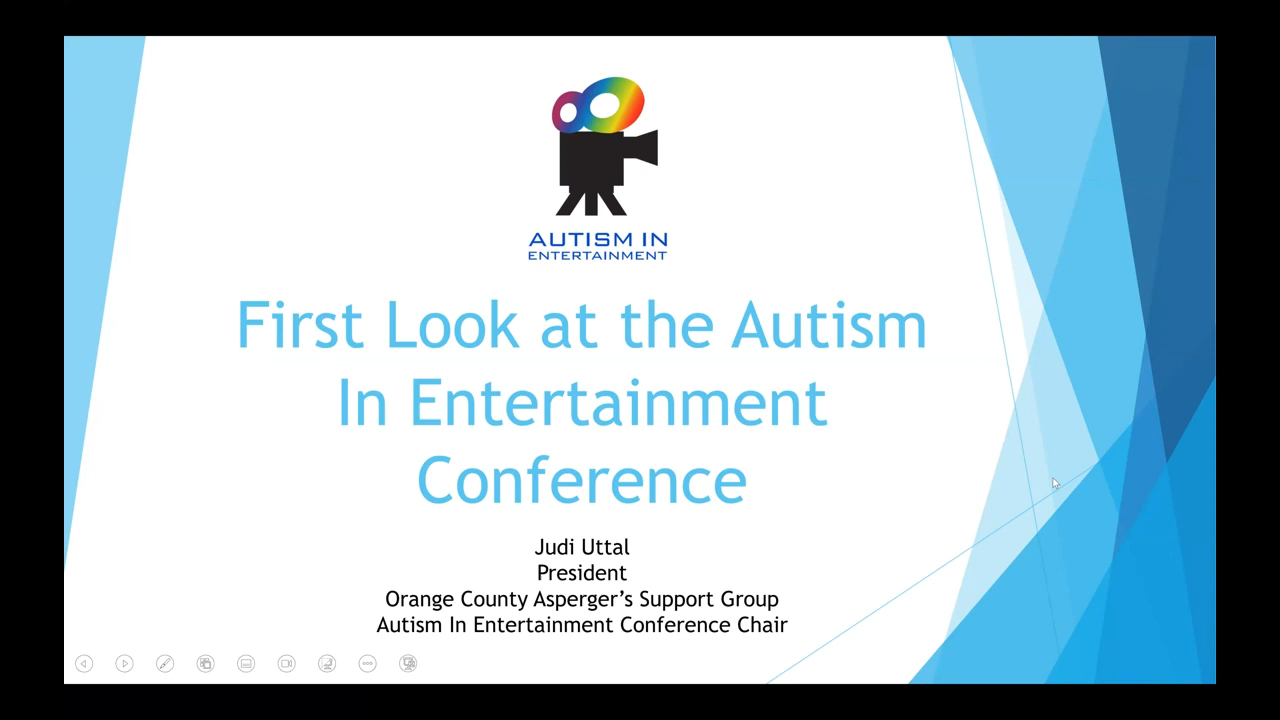 AUTISM IN
ENTERTAINMENT
First Look at the Autism
In Entertainment
Conference
Judi Uttal
President
Orange County Asperger’s Support Group
Autism In Entertainment Conference Chair